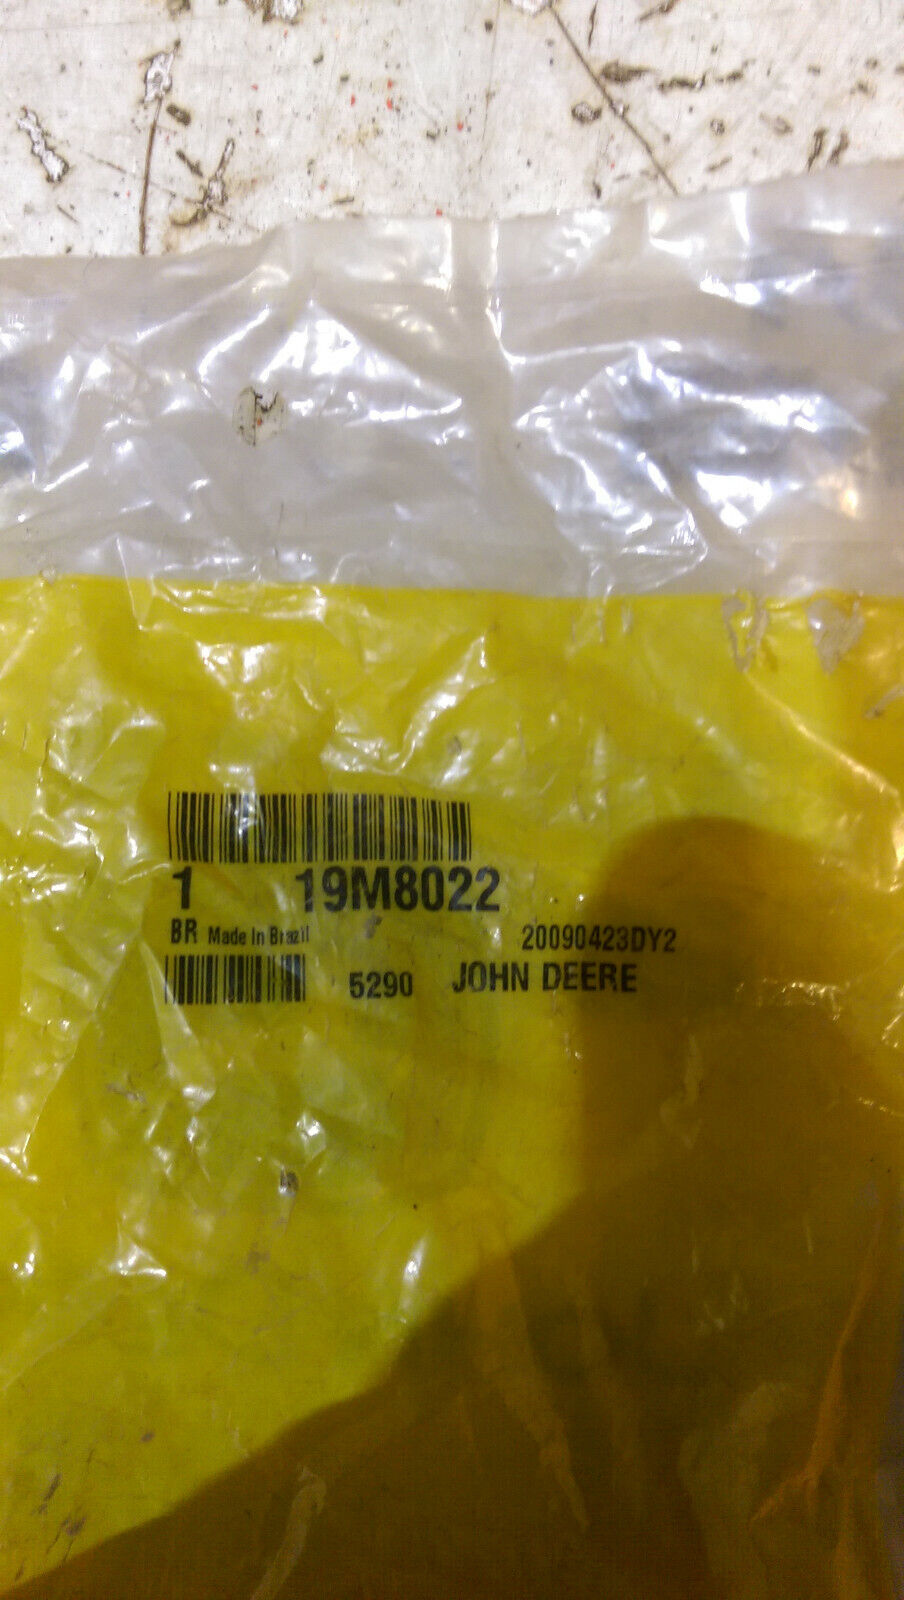 1 19M8022
BR Made In Brazil 20090423DY2
5290 JOHN DEERE